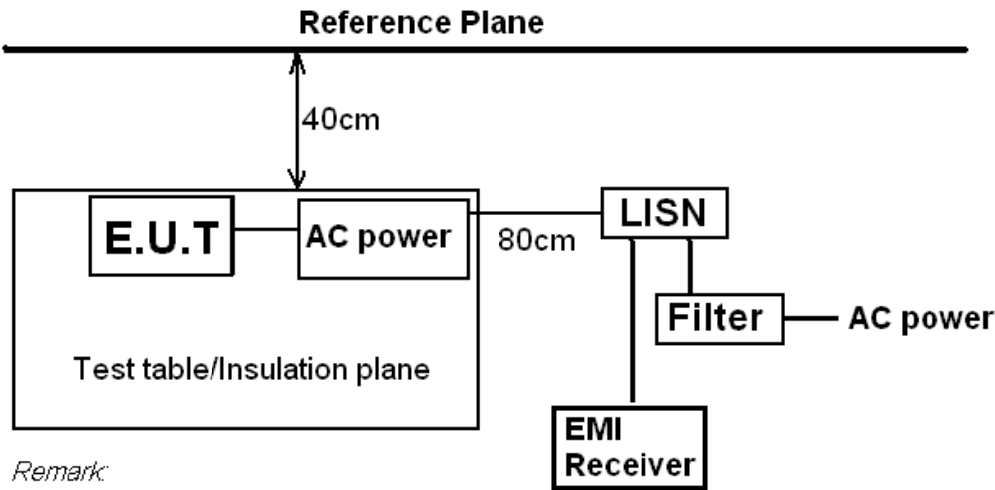 Reference Plane
40cm
E.U.T
AC power
80cm
LISN
Filter
AC power
Test table/Insulation plane
EMI
Receiver
Remark: